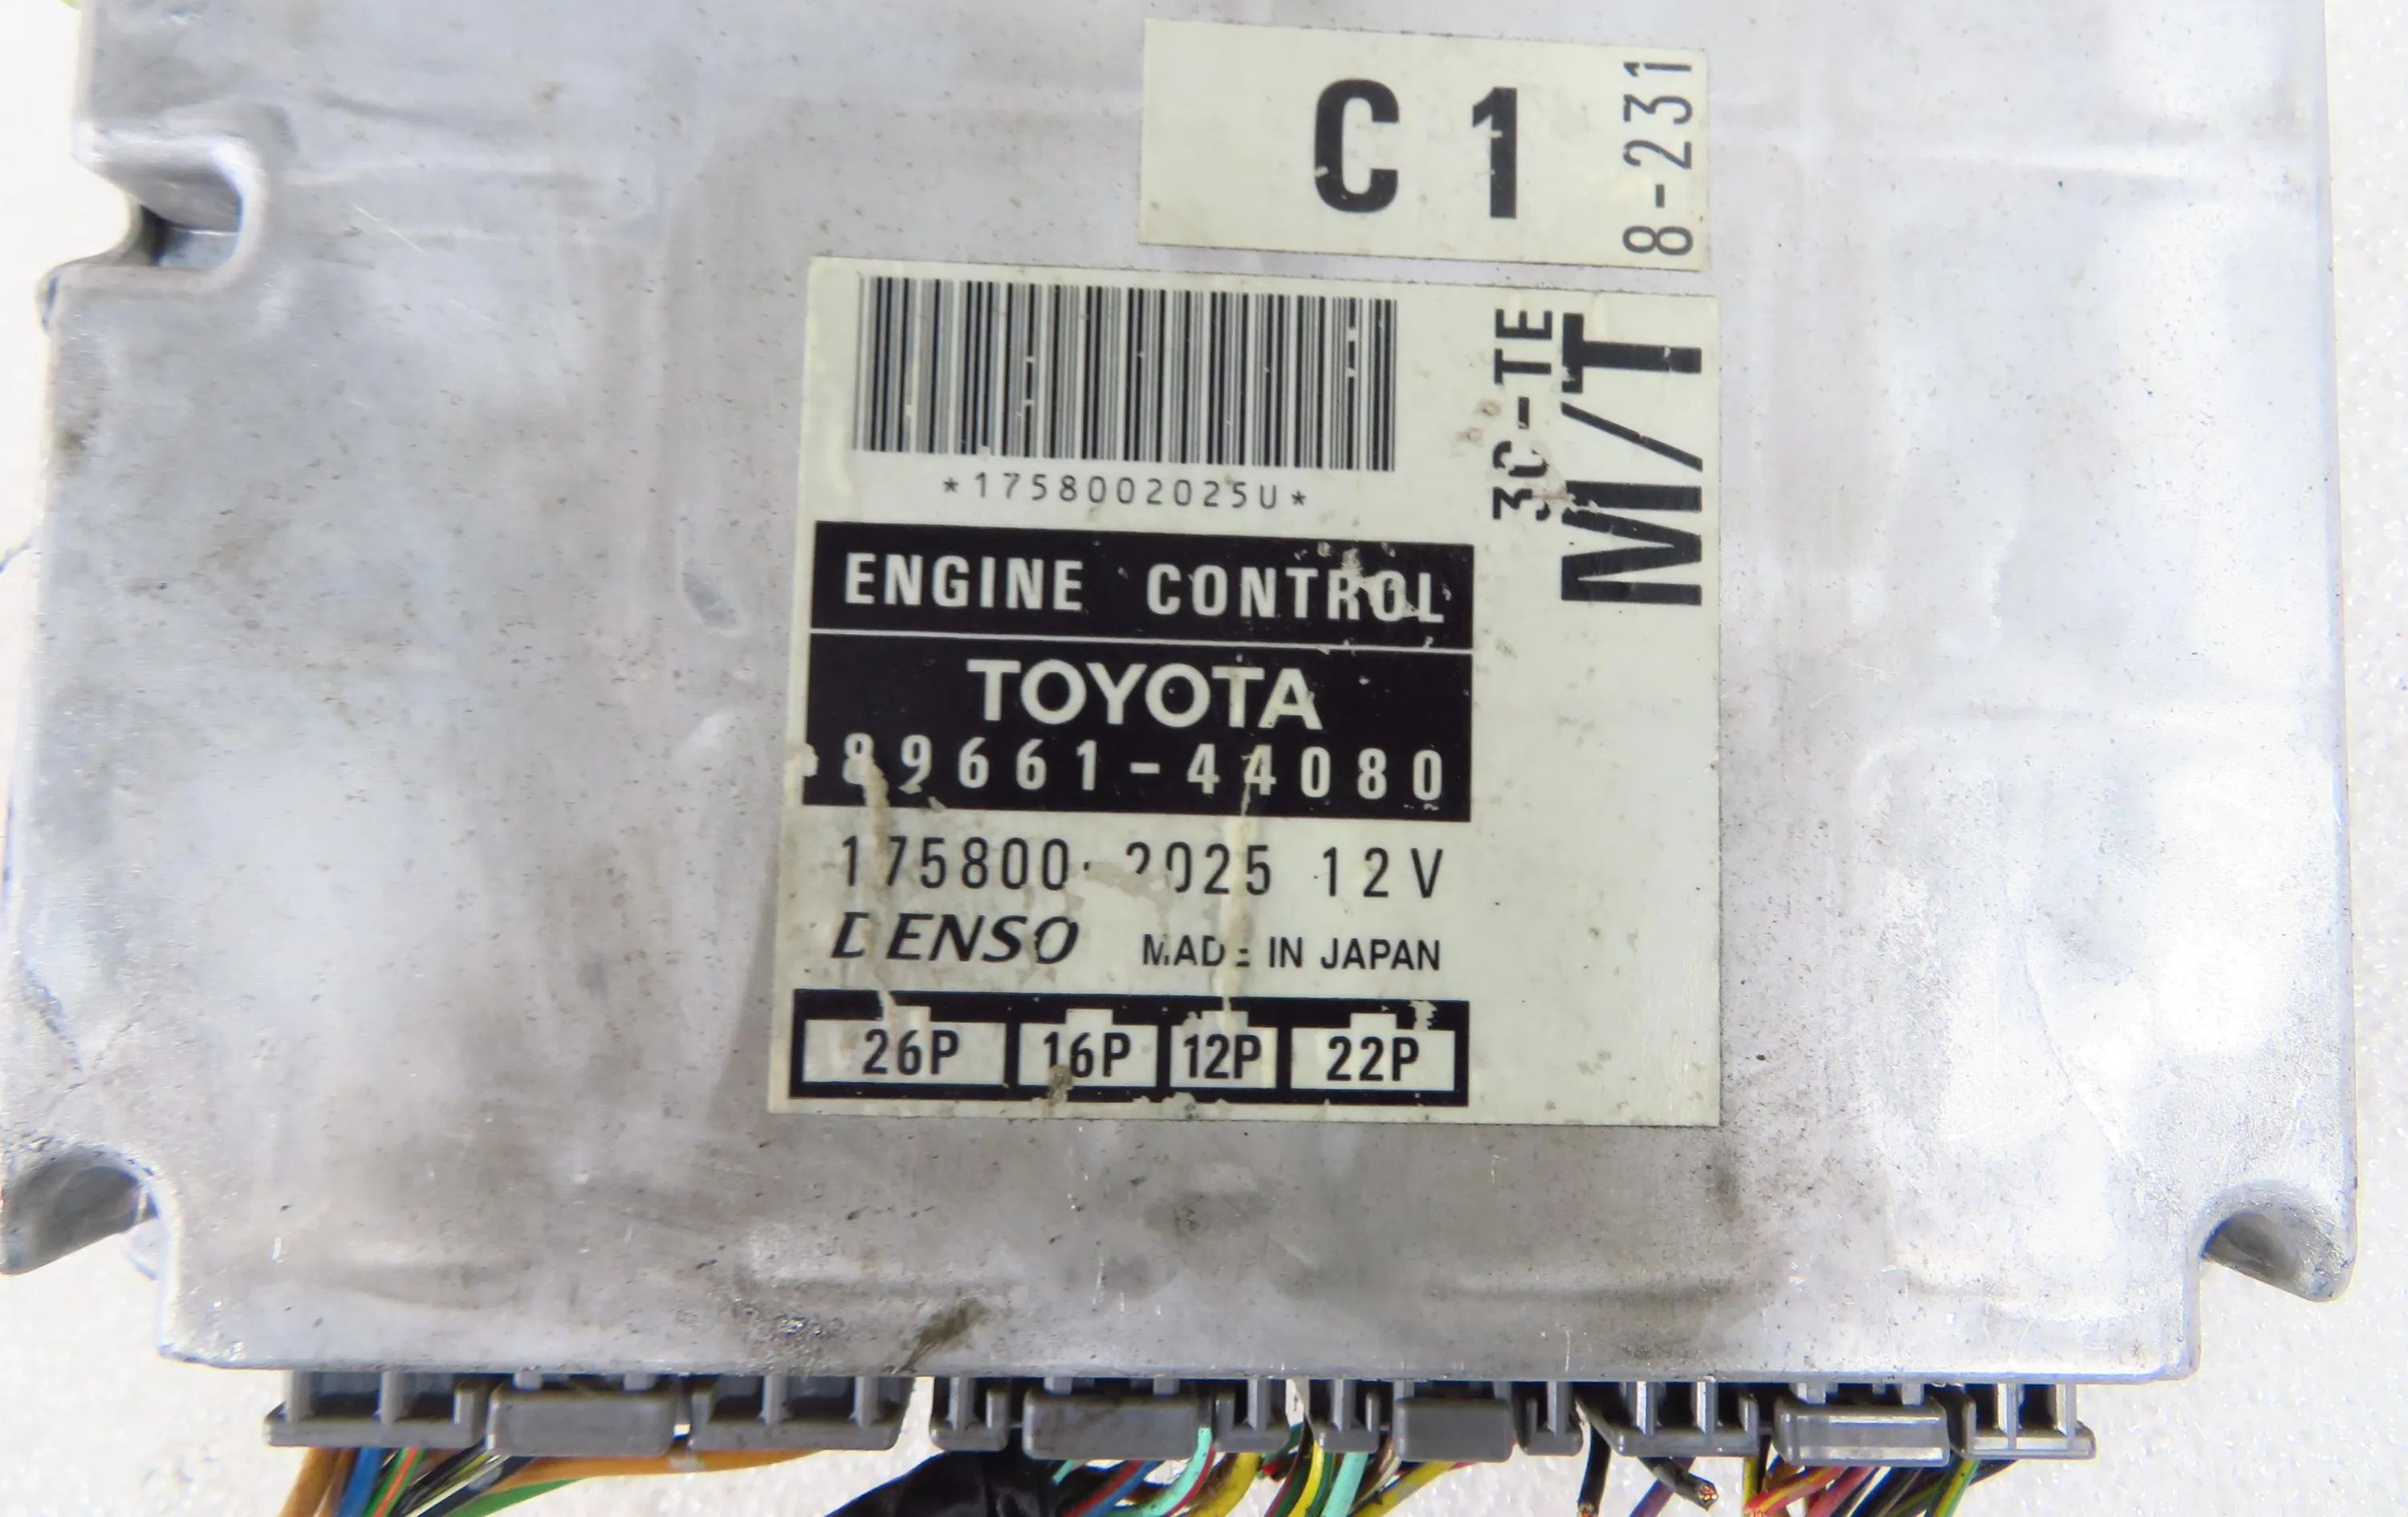 C 1
8-231
*1758002025U*
3C-TE
M/T
ENGINE CONTROL
TOYOTA
89661-44080
175800-2025 12V
DENSO MADE IN JAPAN
26P 16P 12P 22P